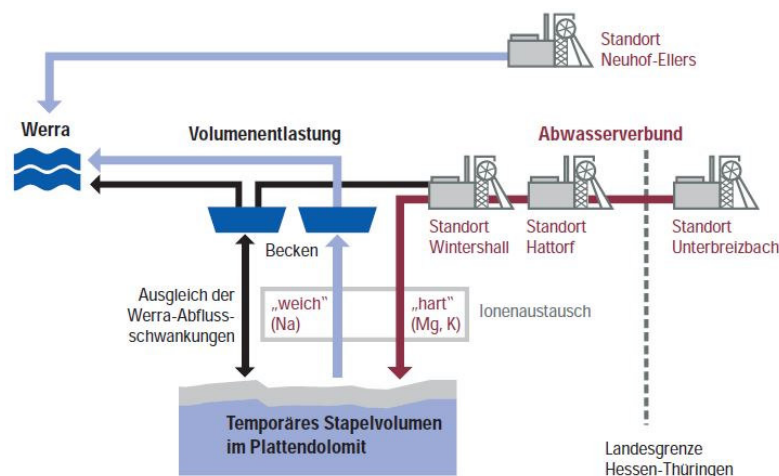 Standort
Neuhof-Ellers
Werra
Volumenentlastung
Abwasserverbund
Standort
Wintershall
Standort
Hattorf
Standort
Unterbreizbach
Becken
Ausgleich der
Werra-Abfluss-
schwankungen
„weich“
(Na)
„hart“
(Mg, K)
Ionenaustausch
Temporäres Stapelvolumen
im Plattendolomit
Landesgrenze
Hessen-Thüringen